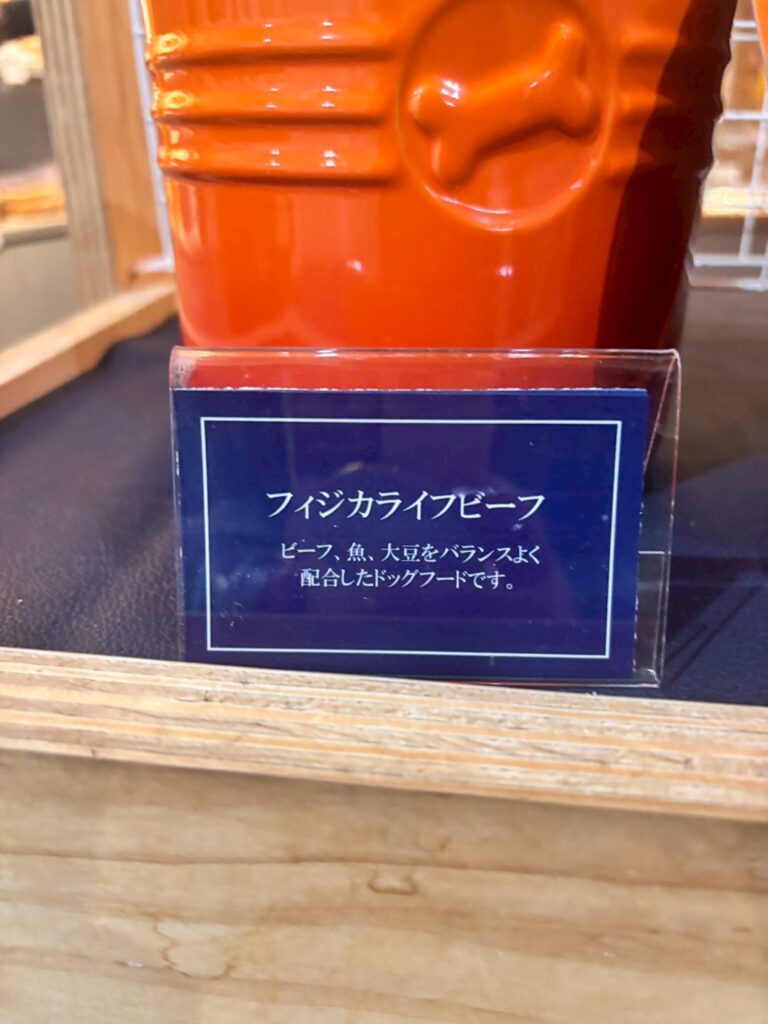 フィジカライフビーフ
ビーフ、魚、大豆をバランスよく
配合したドッグフードです。